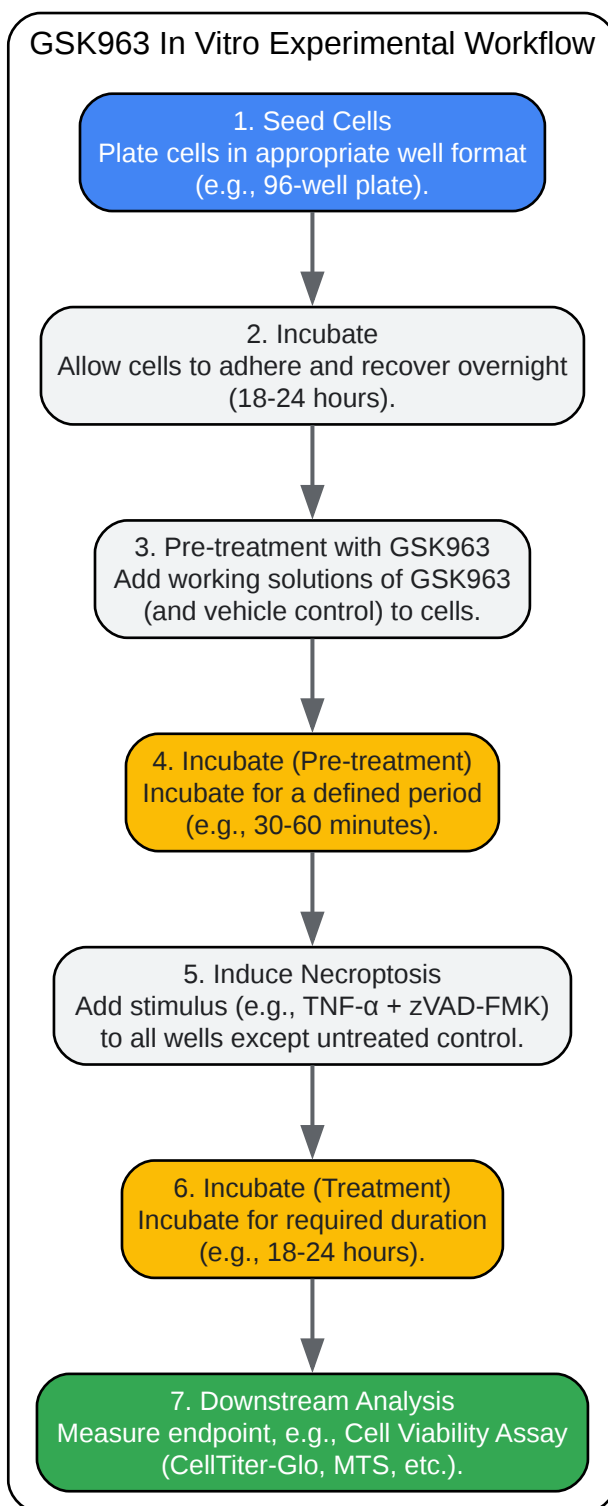 GSK963 In Vitro Experimental Workflow
1. Seed Cells
Plate cells in appropriate well format
(e.g., 96-well plate).
2. Incubate
Allow cells to adhere and recover overnight
(18-24 hours).
3. Pre-treatment with GSK963
Add working solutions of GSK963
(and vehicle control) to cells.
4. Incubate (Pre-treatment)
Incubate for a defined period
(e.g., 30-60 minutes).
5. Induce Necroptosis
Add stimulus (e.g., TNF-α + zVAD-FMK)
to all wells except untreated control.
6. Incubate (Treatment)
Incubate for required duration
(e.g., 18-24 hours).
7. Downstream Analysis
Measure endpoint, e.g., Cell Viability Assay
(CellTiter-Glo, MTS, etc.).